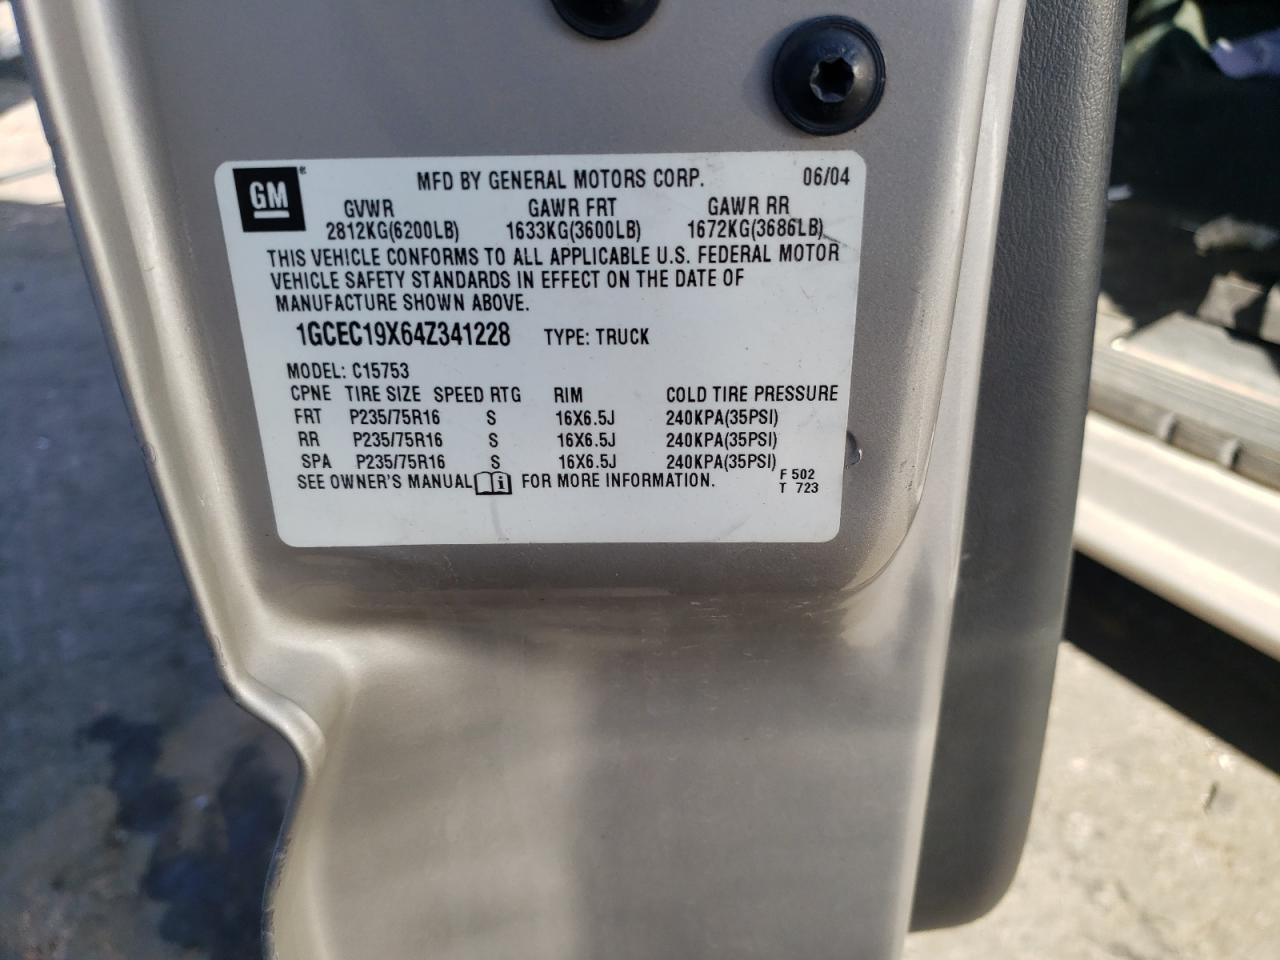 GM® MFD BY GENERAL MOTORS CORP. 06/04
GVWR GAWR FRT GAWR RR
2812KG(6200LB) 1633KG(3600LB) 1672KG(3686LB)
THIS VEHICLE CONFORMS TO ALL APPLICABLE U.S. FEDERAL MOTOR
VEHICLE SAFETY STANDARDS IN EFFECT ON THE DATE OF
MANUFACTURE SHOWN ABOVE.
1GCEC19X64Z341228 TYPE: TRUCK
MODEL: C15753
CPNE TIRE SIZE SPEED RTG RIM COLD TIRE PRESSURE
FRT P235/75R16 S 16X6.5J 240KPA(35PSI)
RR P235/75R16 S 16X6.5J 240KPA(35PSI)
SPA P235/75R16 S 16X6.5J 240KPA(35PSI)
SEE OWNER'S MANUAL i FOR MORE INFORMATION. F 502
T 723